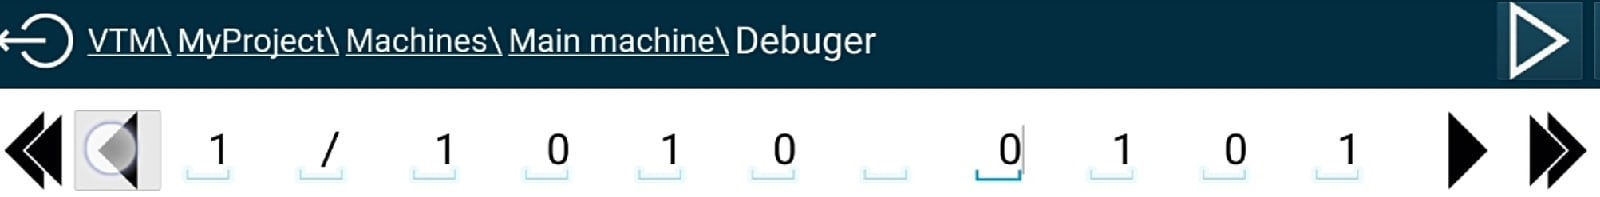 VTM\ MyProject\ Machines\ Main machine\ Debuger
1 / 1 0 1 0 0 1 0 1